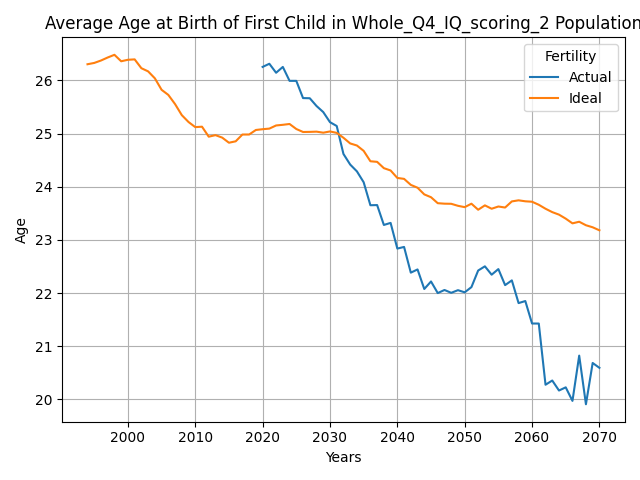 Average Age at Birth of First Child in Whole_Q4_IQ_scoring_2 Population
Fertility
Actual
Ideal
Age
26
25
24
23
22
21
20
2000 2010 2020 2030 2040 2050 2060 2070
Years